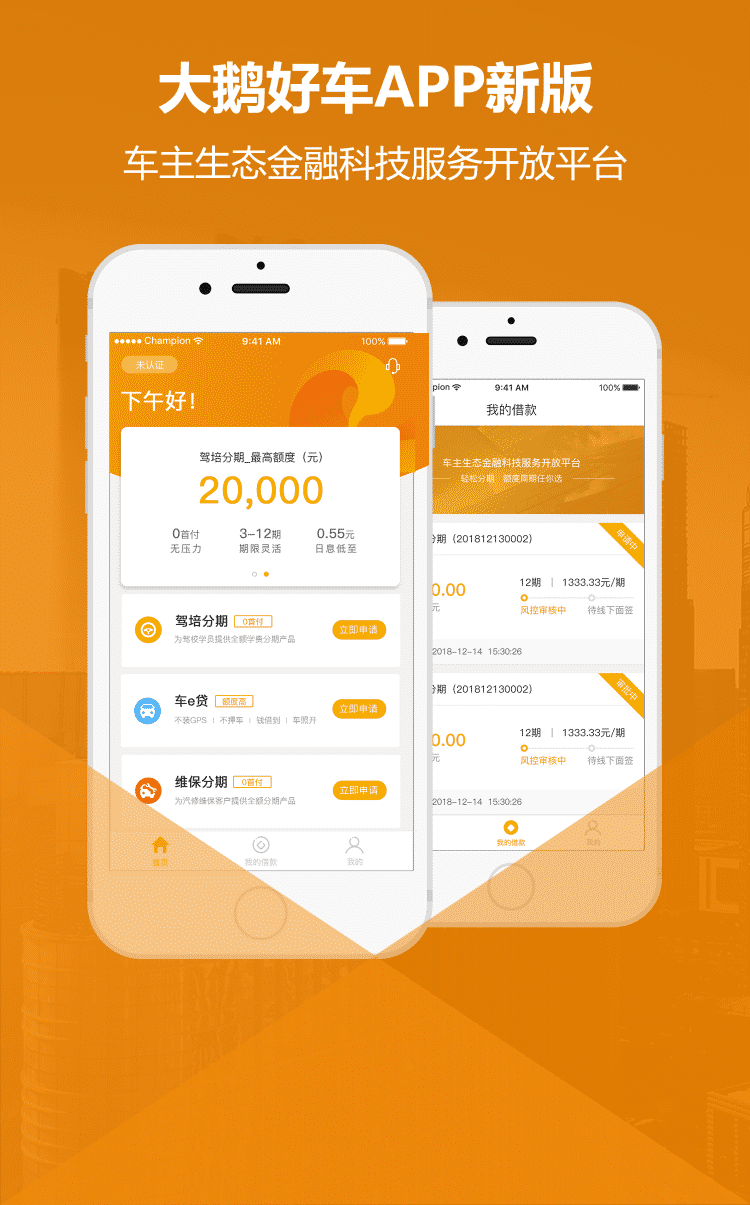 大鹅好车APP新版
车主生态金融科技服务开放平台
Champion 9:41 AM 100%
未认证
下午好!
驾培分期_最高额度（元）
20,000
0首付 3-12期 0.55元
无压力 期限灵活 日息低至
驾培分期 0首付
为驾校学员提供全额学费分期产品
立即申请
车e贷 额度高
不装GPS | 不押车 | 钱借到 | 车照开
立即申请
维保分期 0首付
为汽修维保客户提供全额分期产品
立即申请
首页 我的借款 我的
pion 9:41 AM 100%
我的借款
车主生态金融科技服务开放平台
轻松分期 额度周期任你选
分期（201812130002）
申请中
0.00
元
12期 | 1333.33元/期
风控审核中 待线下面签
2018-12-14 15:30:26
分期（201812130002）
审批中
0.00
元
12期 | 1333.33元/期
风控审核中 待线下面签
2018-12-14 15:30:26
我的借款 我的